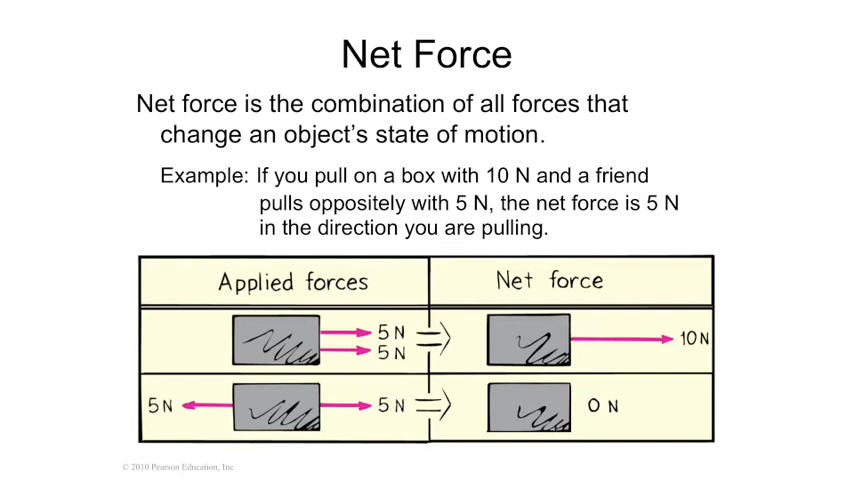 Net Force
Net force is the combination of all forces that
change an object's state of motion.
Example: If you pull on a box with 10 N and a friend
pulls oppositely with 5 N, the net force is 5 N
in the direction you are pulling.
Applied forces Net force
5 N
5 N
10 N
5 N 5 N 0 N
© 2010 Pearson Education, Inc.